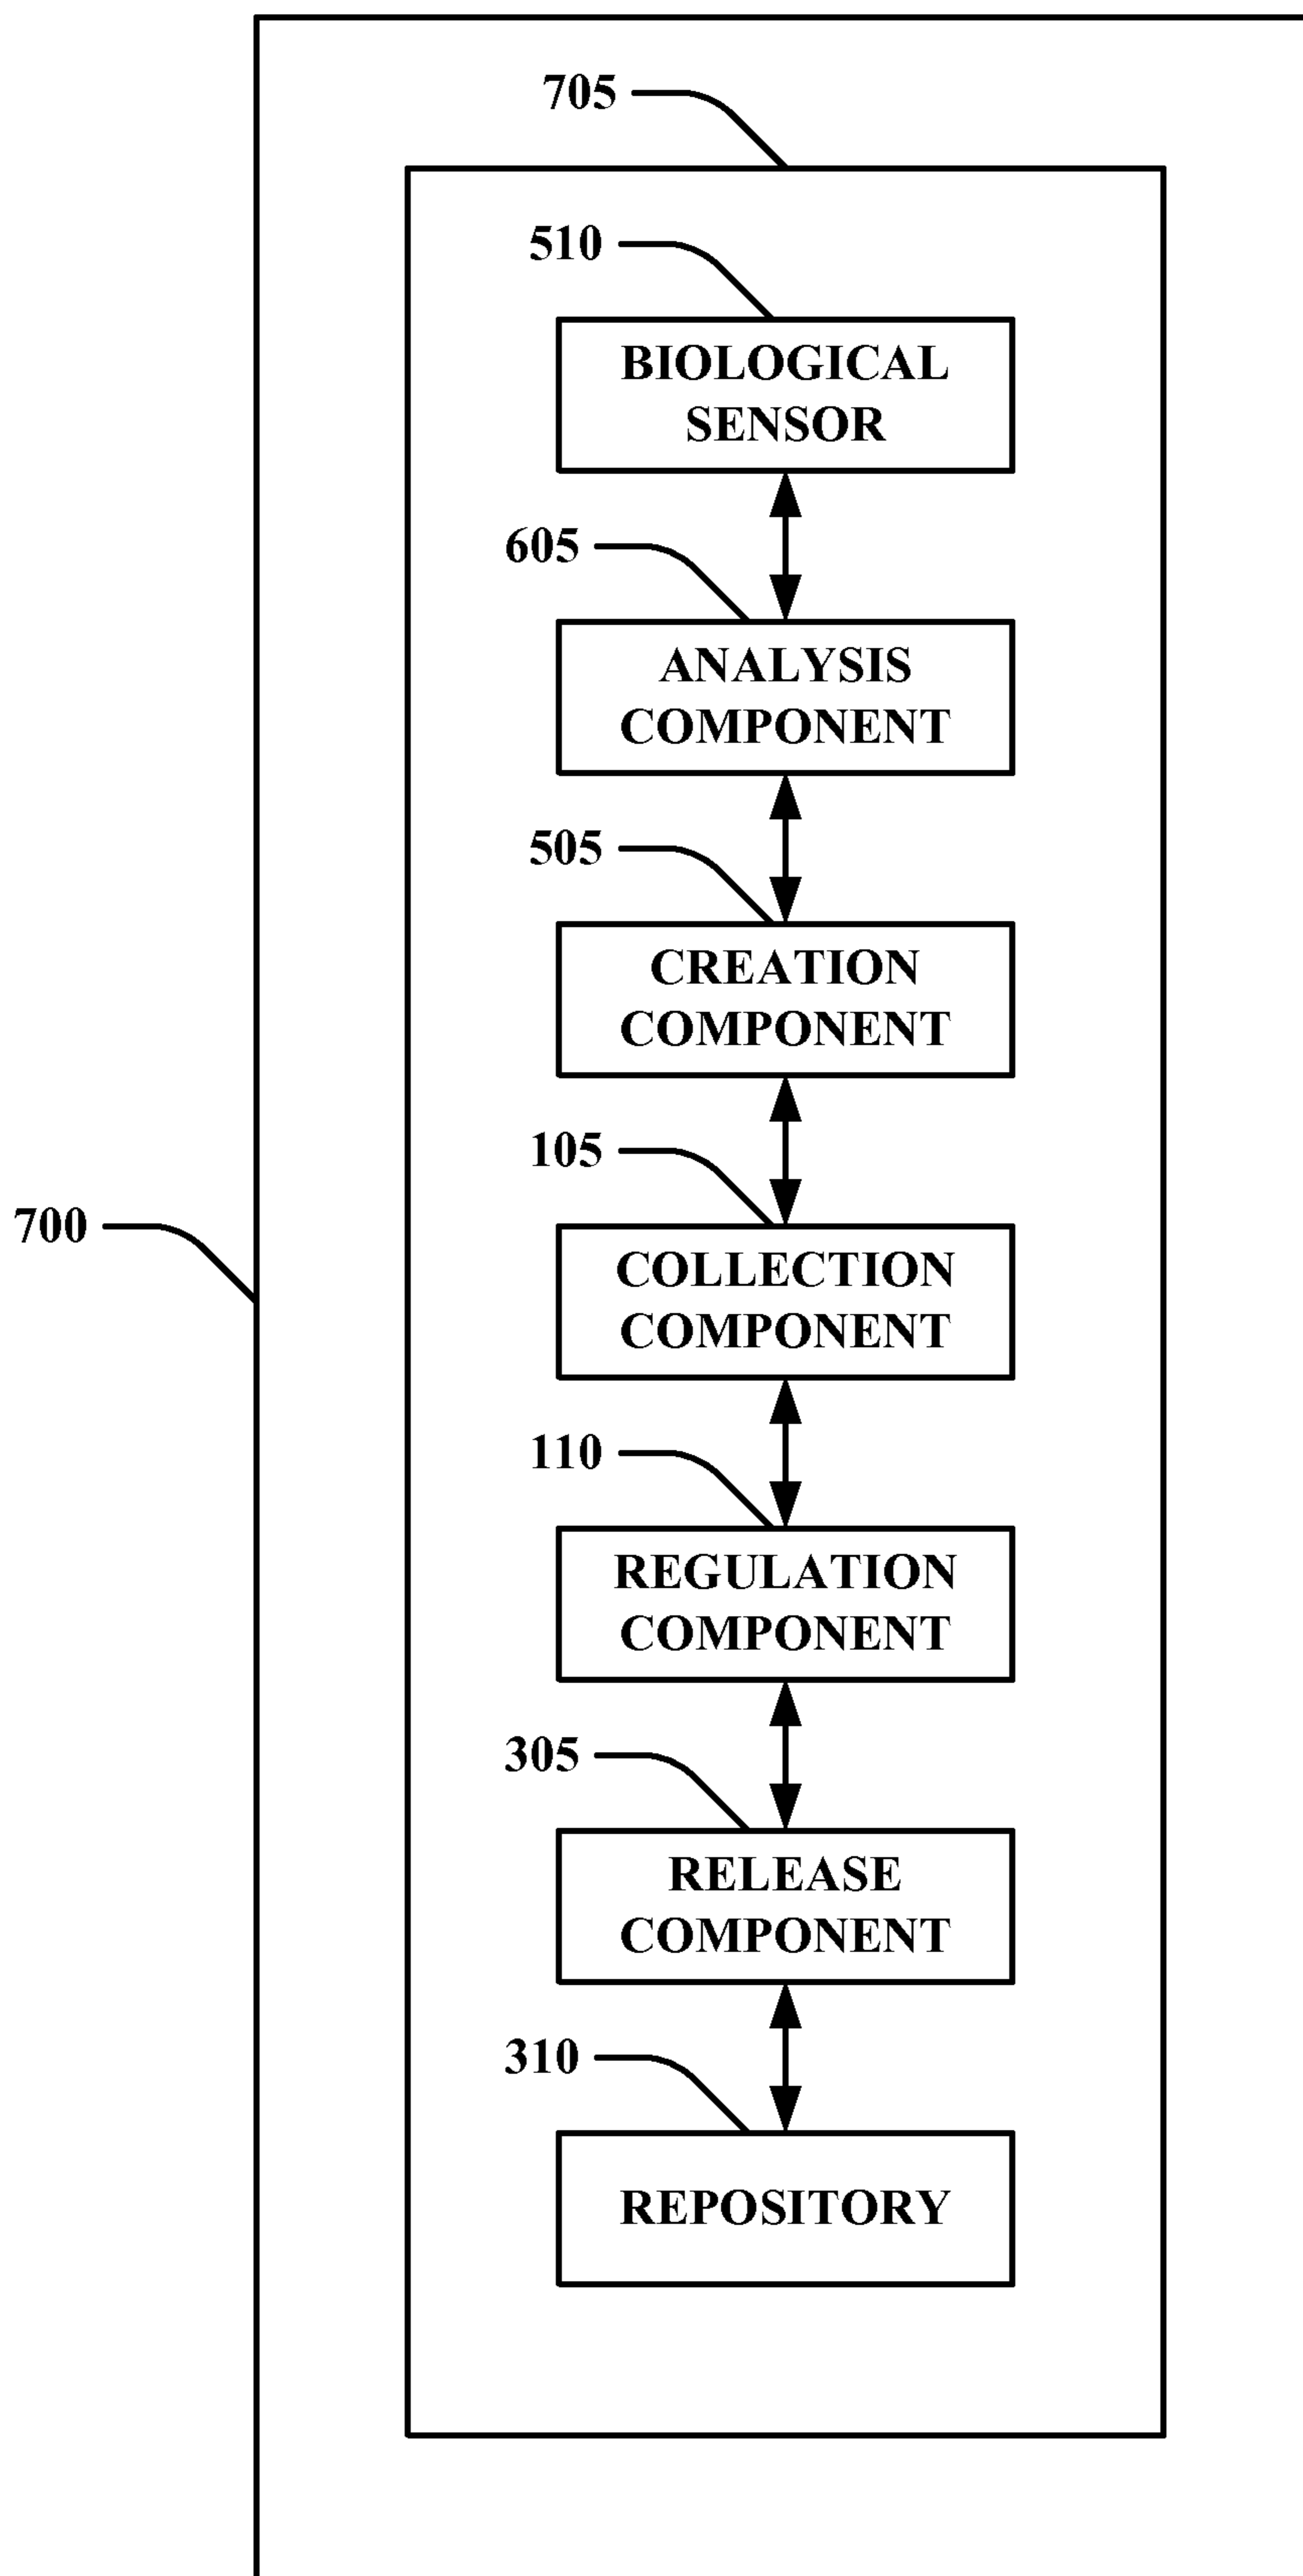 705
510
BIOLOGICAL
SENSOR
605
ANALYSIS
COMPONENT
505
CREATION
COMPONENT
105
700
COLLECTION
COMPONENT
110
REGULATION
COMPONENT
305
RELEASE
COMPONENT
310
REPOSITORY